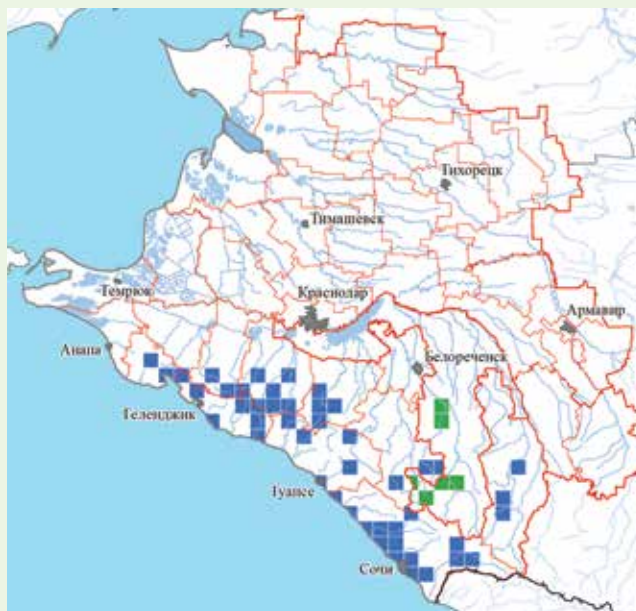 Тихорецк
Тимашевск
Темрюк
Краснодар
Армавир
Анапа
Белореченск
Геленджик
Туапсе
Сочи